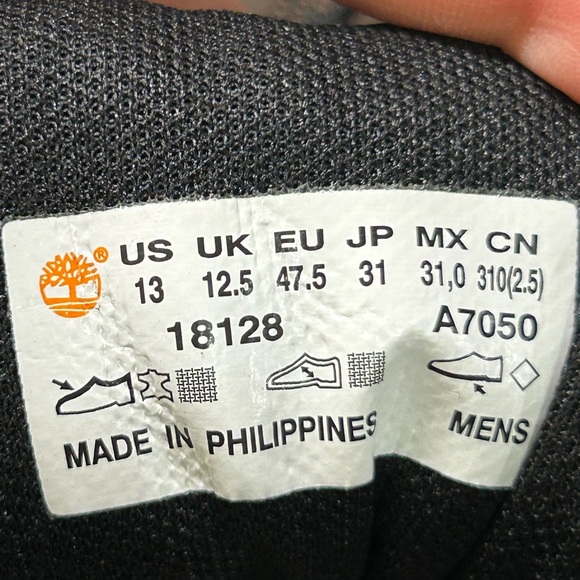 ® US UK EU JP MX CN
13 12.5 47.5 31 31,0 310(2.5)
18128 A7050
MADE IN PHILIPPINES MENS